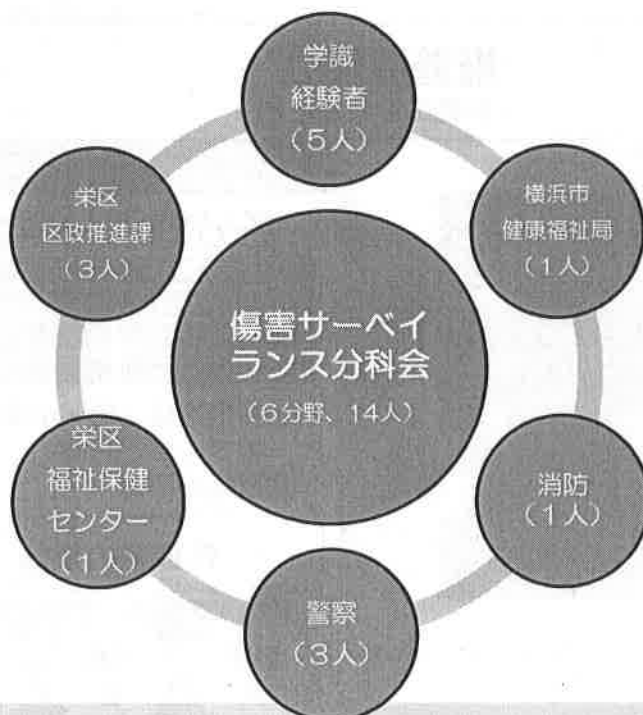 学識
経験者
（5人）
横浜市
健康福祉局
（1人）
消防
（1人）
警察
（3人）
栄区
福祉保健
センター
（1人）
栄区
区政推進課
（3人）
傷害サーベイ
ランス分科会
（6分野、14人）